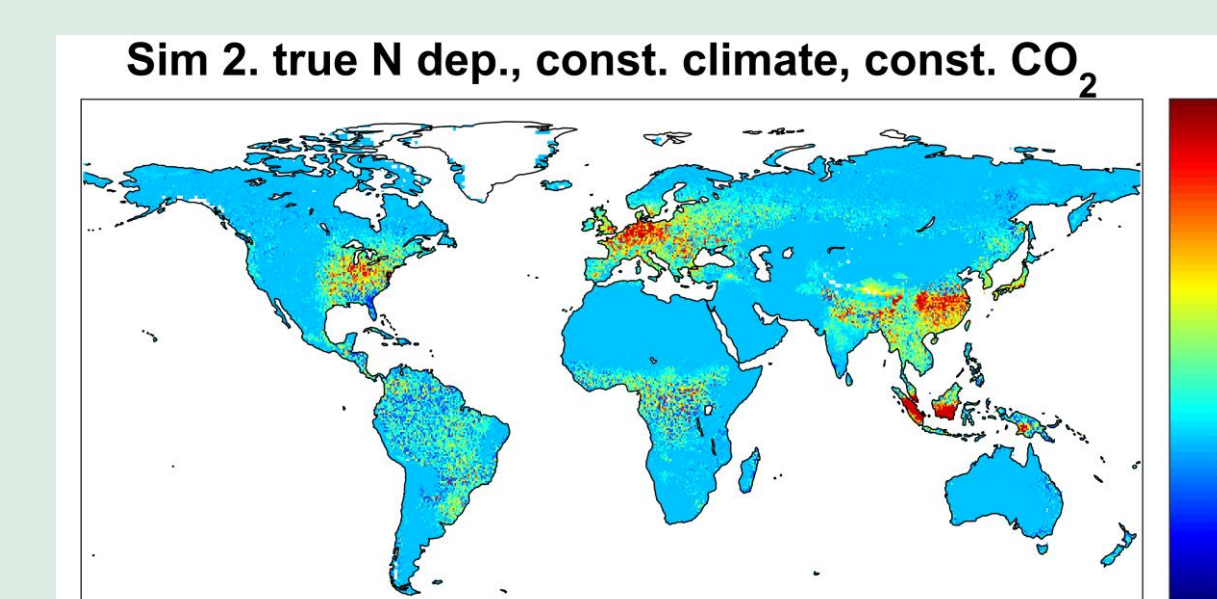 Sim 2. true N dep., const. climate, const. CO₂